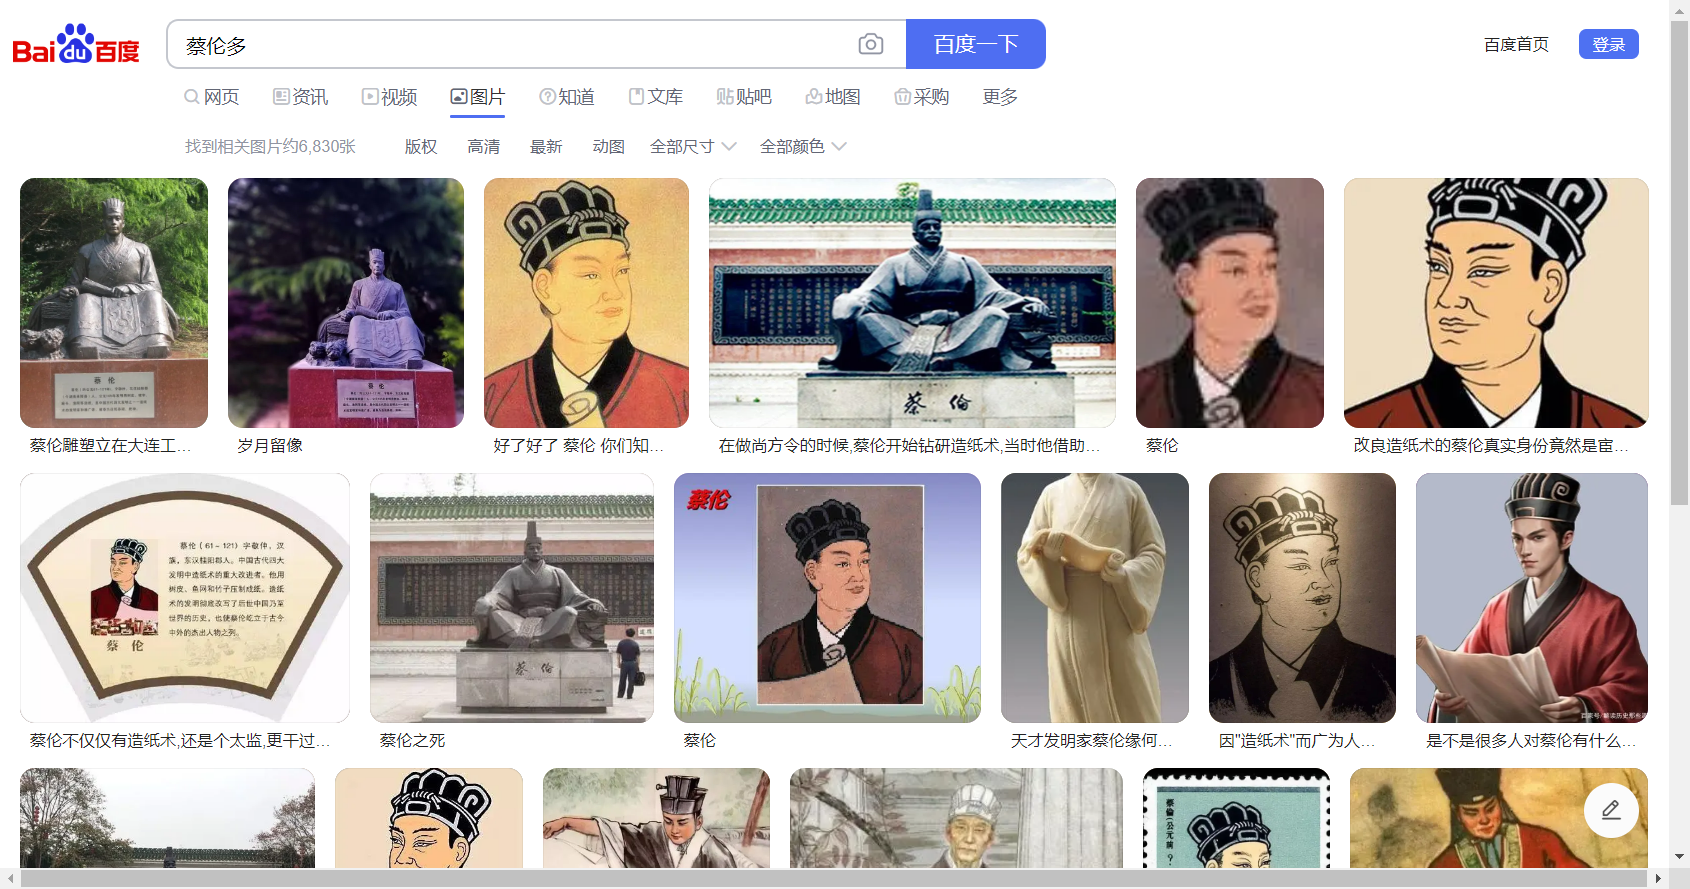 Bai du 百度
蔡伦多
百度一下
百度首页
登录
网页
资讯
视频
图片
知道
文库
贴吧
地图
采购
更多
找到相关图片约6,830张
版权
高清
最新
动图
全部尺寸
全部颜色
蔡伦
蔡伦
蔡倫
蔡伦雕塑立在大连工...
岁月留像
好了好了 蔡伦 你们知...
在做尚方令的时候,蔡伦开始钻研造纸术,当时他借助...
蔡伦
改良造纸术的蔡伦真实身份竟然是宦...
蔡伦（61－121）字敬仲，汉
族，东汉桂阳郡人。中国古代四大
发明中造纸术的重大改进者。他用
树皮、鱼网和竹子压制成纸。造纸
术的发明彻底改写了后世中国乃至
世界的历史，也使蔡伦屹立于古今
中外的杰出人物之列。
蔡伦
蔡倫
蔡伦
蔡伦不仅仅有造纸术,还是个太监,更干过...
蔡伦之死
蔡伦
天才发明家蔡伦缘何...
因"造纸术"而广为人...
是不是很多人对蔡伦有什么...
蔡倫(公元前?